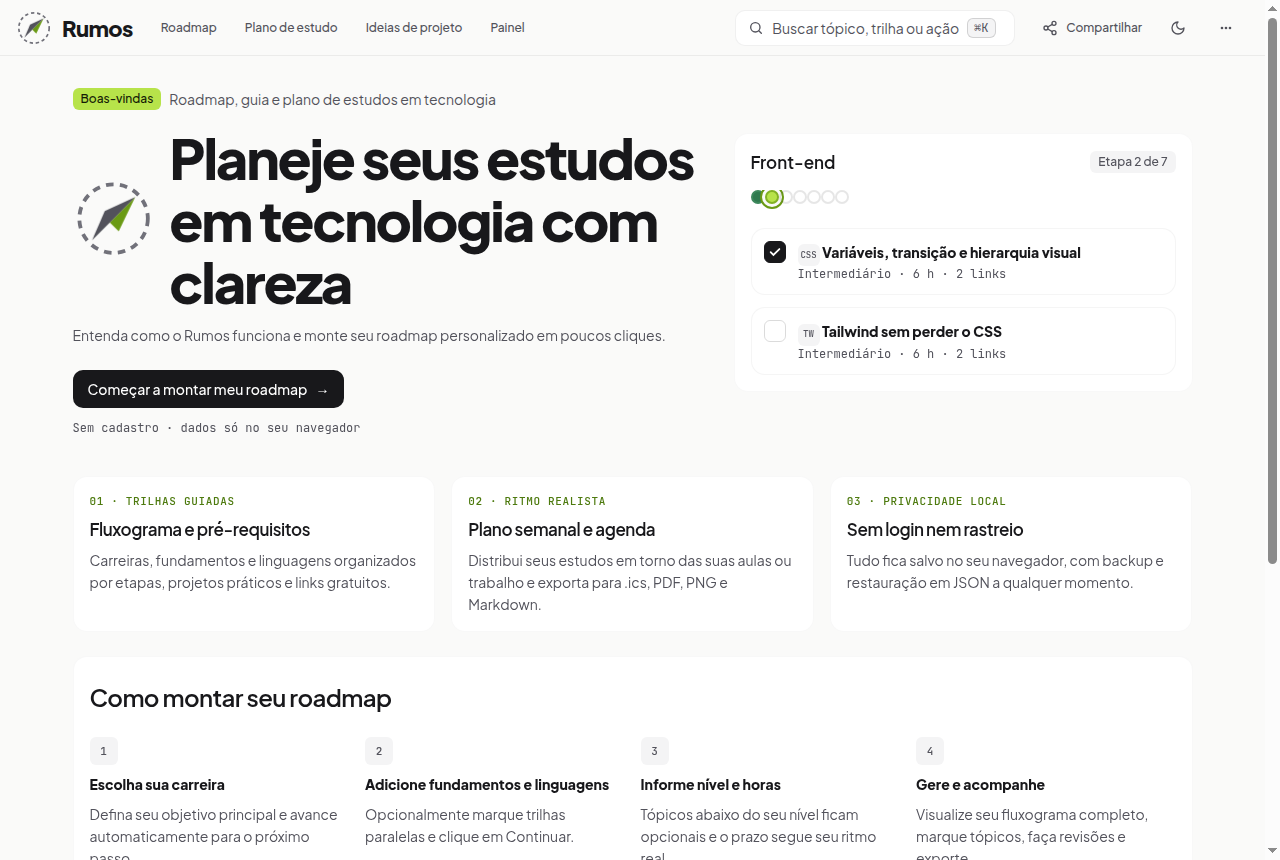 Rumos
Roadmap
Plano de estudo
Ideias de projeto
Painel
Buscar tópico, trilha ou ação
⌘K
Compartilhar
Boas-vindas
Roadmap, guia e plano de estudos em tecnologia
Planeje seus estudos
em tecnologia com
clareza
Entenda como o Rumos funciona e monte seu roadmap personalizado em poucos cliques.
Começar a montar meu roadmap →
Sem cadastro · dados só no seu navegador
Front-end
Etapa 2 de 7
CSS Variáveis, transição e hierarquia visual
Intermediário · 6 h · 2 links
TW Tailwind sem perder o CSS
Intermediário · 6 h · 2 links
01 · TRILHAS GUIADAS
Fluxograma e pré-requisitos
Carreiras, fundamentos e linguagens organizados
por etapas, projetos práticos e links gratuitos.
02 · RITMO REALISTA
Plano semanal e agenda
Distribui seus estudos em torno das suas aulas ou
trabalho e exporta para .ics, PDF, PNG e
Markdown.
03 · PRIVACIDADE LOCAL
Sem login nem rastreio
Tudo fica salvo no seu navegador, com backup e
restauração em JSON a qualquer momento.
Como montar seu roadmap
1
Escolha sua carreira
Defina seu objetivo principal e avance
automaticamente para o próximo
passo.
2
Adicione fundamentos e linguagens
Opcionalmente marque trilhas
paralelas e clique em Continuar.
3
Informe nível e horas
Tópicos abaixo do seu nível ficam
opcionais e o prazo segue seu ritmo
real.
4
Gere e acompanhe
Visualize seu fluxograma completo,
marque tópicos, faça revisões e
exporte.